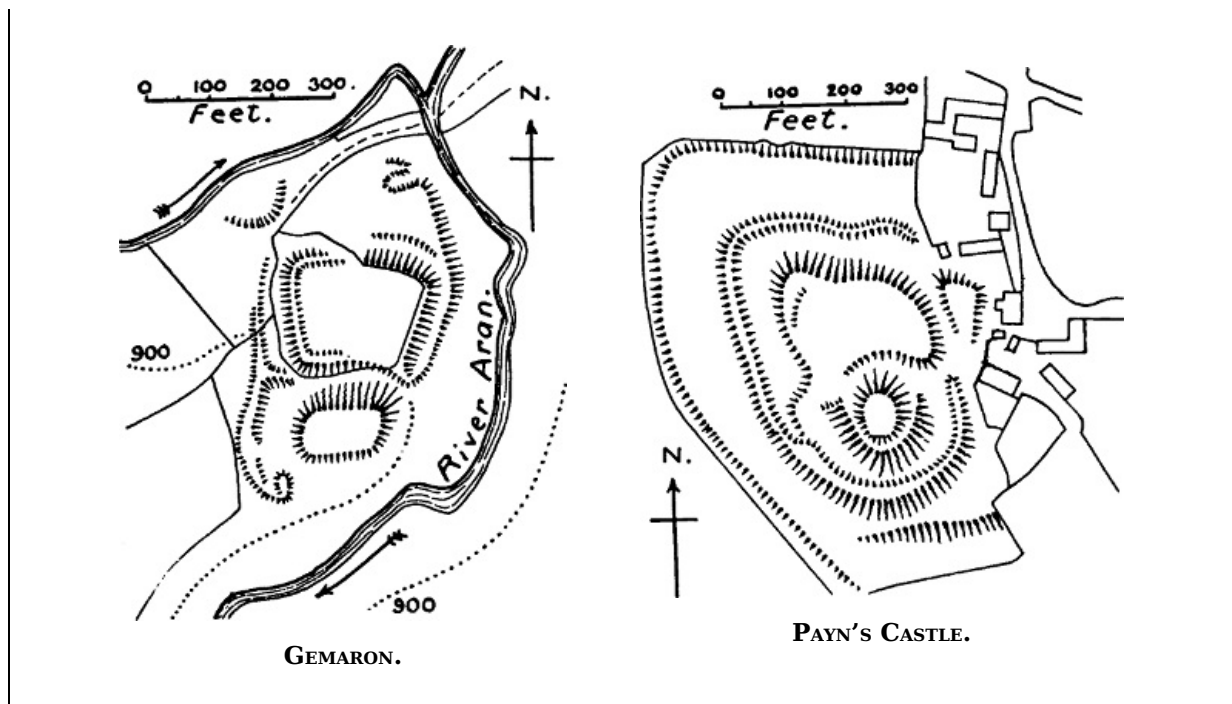 0 100 200 300.
Feet.
N.
900
River Aran.
900
GEMARON.
0 100 200 300
Feet.
N.
PAYN’S CASTLE.